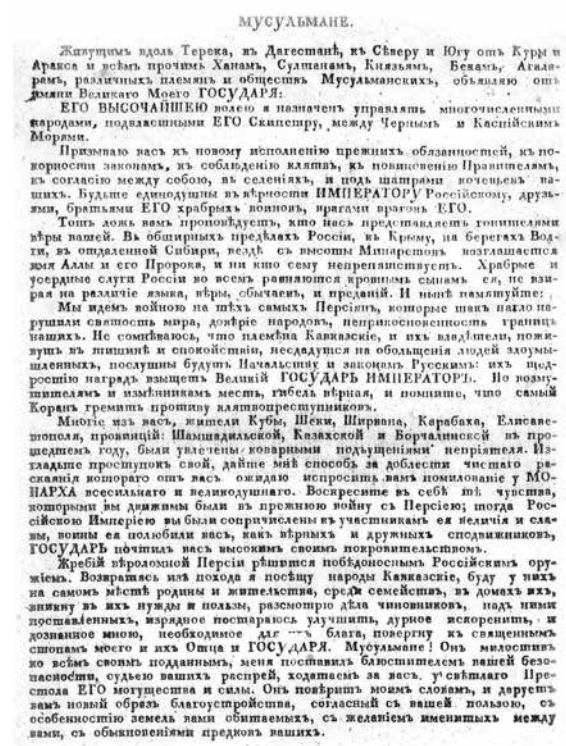 МУСУЛЬМАНЕ.
Живущимъ вдоль Терека, въ Дагестанѣ, къ Сѣверу и Югу отъ Куры и
Аракса и всѣмъ прочимъ Ханамъ, Султанамъ, Князьямъ, Бекамъ, Агала-
рамъ, различныхъ племянъ и обществъ Мусульманскихъ, объявляю отъ
имяни Великаго Моего ГОСУДАРЯ:
ЕГО ВЫСОЧАЙШЕЮ волею я назначенъ управлять многочисленными
народами, подвластными ЕГО Скипетру, между Чернымъ и Каспійскимъ
Морями.
Призываю васъ къ новому исполненію прежнихъ обязанностей, къ по-
корности законамъ, къ соблюденію клятвъ, къ повиновенію Правителямъ,
къ согласію между собою, въ селеніяхъ, и подъ шатрами кочевьевъ ва-
шихъ. Будьте единодушны въ вѣрности ИМПЕРАТОРУ Россійскому, друзь-
ями, братьями ЕГО храбрыхъ воиновъ, врагами враговъ ЕГО.
Тотъ ложь вамъ проповѣдуетъ, кто насъ представляетъ гонителями
вѣры вашей. Въ обширныхъ предѣлахъ Россіи, въ Крыму, на берегахъ Вол-
ги, въ отдаленной Сибири, вездѣ съ высоты Минаретовъ возглашается
имя Аллы и его Пророка, и ни кто сему непрепятствуетъ. Храбрые и
усердные слуги Россіи во всемъ равняются кровнымъ сынамъ ея, не взи-
рая на различіе языка, вѣры, обычаевъ, и преданій. И нынѣ памятуйте:
Мы идемъ войною на тѣхъ самыхъ Персіянъ, которые такъ нагло на-
рушили святость мира, довѣріе народовъ, неприкосновенность границъ
нашихъ. Не сомнѣваюсь, что племѣна Кавказскіе, и ихъ владѣтели, пожи-
вутъ въ тишинѣ и спокойствіи, несдадутся на обольщенія людей злоумы-
шленныхъ, послушны будутъ Начальству и законамъ Русскимъ: ихъ щед-
ростію наградъ взыщетъ Великій ГОСУДАРЬ ИМПЕРАТОРЪ. Но возму-
тителямъ и измѣнникамъ месть, гибель вѣрная, и помните, что самый
Коранъ гремитъ противу клятвопреступниковъ.
Многіе изъ васъ, жители Кубы, Шеки, Ширвана, Карабаха, Елисаве-
тополя, провинцій: Шамшадильской, Казахской и Борчалинской въ про-
шедтемъ году, были увлечены коварными подъущеніями непріятеля. Из-
гладьте проступокъ свой, дайте мнѣ способъ за доблести чистаго ра-
скаянія котораго отъ васъ ожидаю испросить вамъ помилованіе у МО-
НАРХА всесильнаго и великодушнаго. Воскресите въ себѣ тѣ чувства,
которыми вы движимы были въ прежнюю войну съ Персіею; тогда Рос-
сійскою Имперіею вы были сопричислены къ участникамъ ея величія и сла-
вы, воины ея полюбили васъ, какъ вѣрныхъ и дружныхъ сподвижниковъ,
ГОСУДАРЬ почтилъ васъ высокимъ своимъ покровительствомъ.
Жребій вѣроломной Персіи рѣшится побѣдоноснымъ Россійскимъ ору-
жіемъ. Возвратясь изъ похода я посѣщу народы Кавказскіе, буду у нихъ
на самомъ мѣстѣ родины и жительства, среди семействъ, въ домахъ ихъ,
вникну въ ихъ нужды и пользы, разсмотрю дѣла чиновниковъ, надъ ними
поставленныхъ, изрядное постараюсь улучшить, дурное искоренить, и
дознанное мною, необходимое для блага, повергну къ священнымъ
стопамъ моего и ихъ Отца и ГОСУДАРЯ. Мусульмане! Онъ милостивъ
ко всѣмъ своимъ подданнымъ, меня поставилъ блюстителемъ вашей безо-
пасности, судьею вашихъ распрей, ходатаемъ за васъ у свѣтлаго Пре-
стола ЕГО могущества и силы. Онъ повѣритъ моимъ словамъ, и даруетъ
вамъ новый образъ благоустройства, согласный съ вашей пользою, съ
особенностію земель вами обитаемыхъ, съ желаніемъ именитыхъ между
вами, съ обыкновеніями предковъ вашихъ.